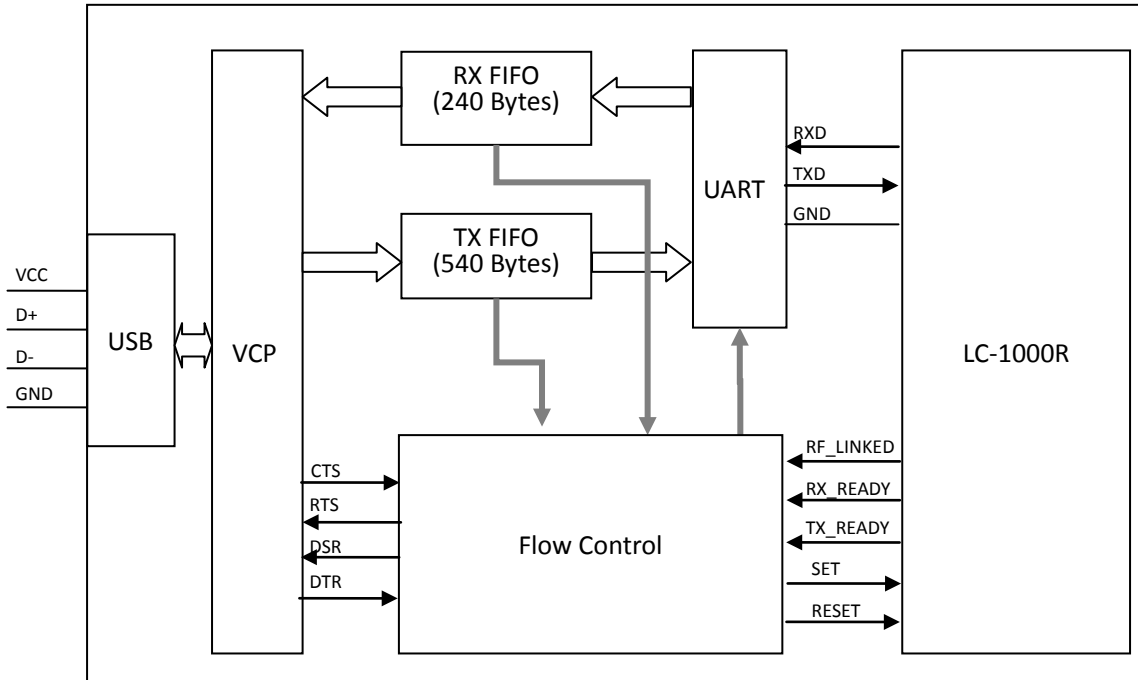 RX FIFO
(240 Bytes)
RXD
TXD
UART
GND
TX FIFO
(540 Bytes)
VCC
D+
D-
GND
USB
VCP
LC-1000R
CTS
RTS
DSR
DTR
Flow Control
RF_LINKED
RX_READY
TX_READY
SET
RESET